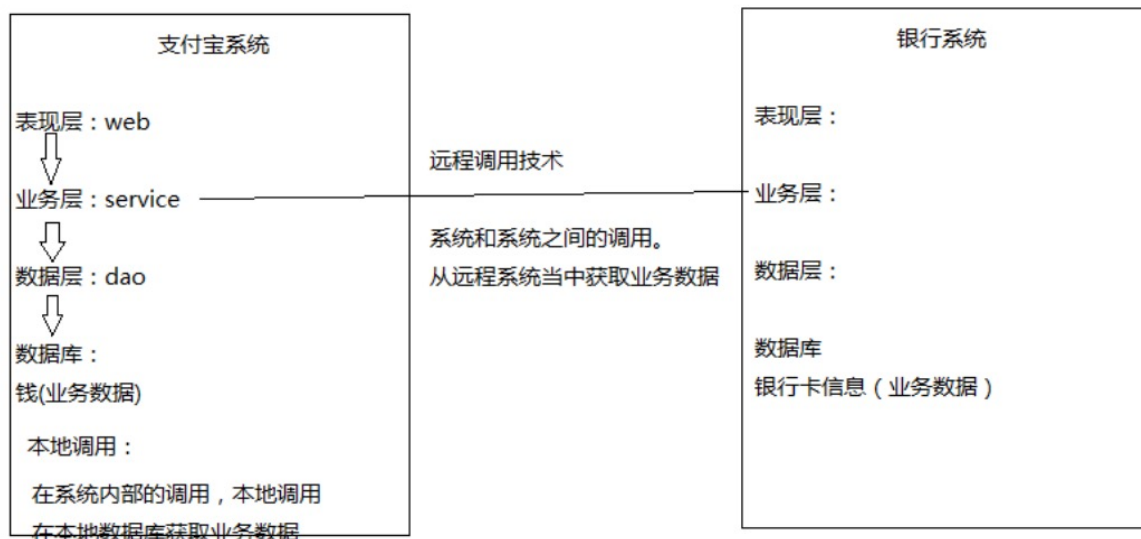 支付宝系统
表现层：web
业务层：service
数据层：dao
数据库：
钱(业务数据)
本地调用：
在系统内部的调用，本地调用
在本地数据库获取业务数据
远程调用技术
系统和系统之间的调用。
从远程系统当中获取业务数据
银行系统
表现层：
业务层：
数据层：
数据库
银行卡信息（业务数据）